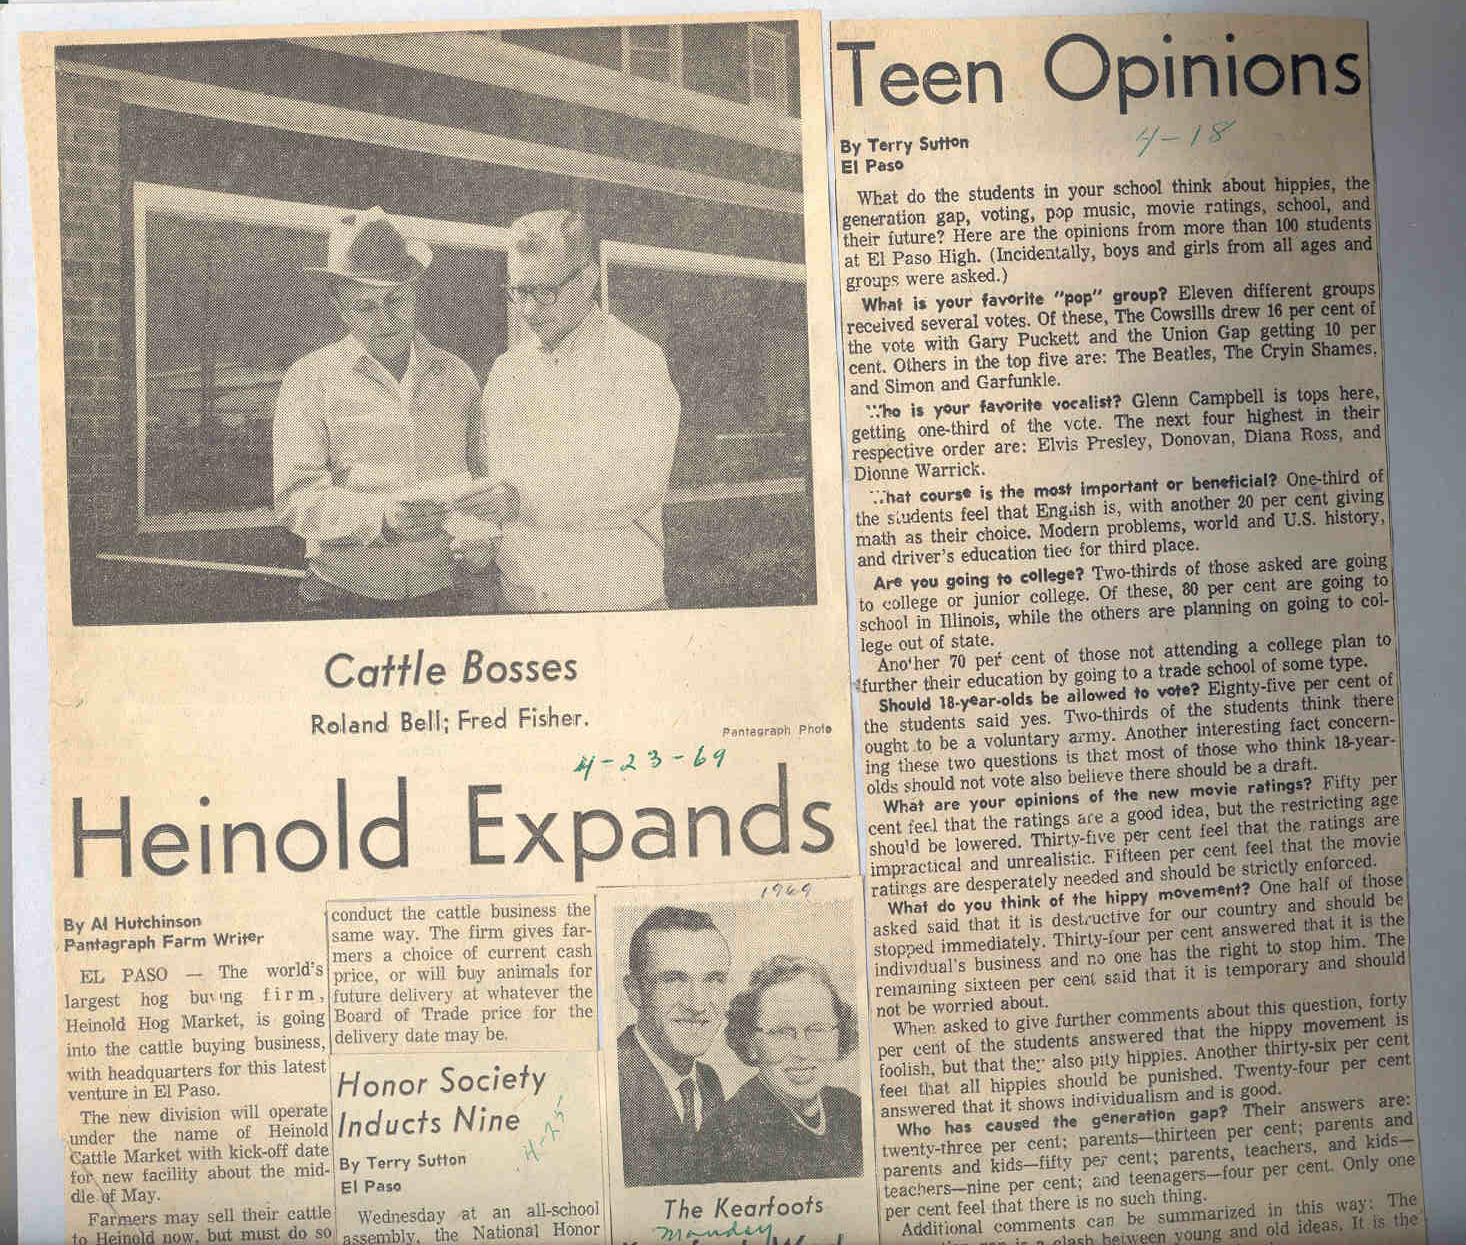 Cattle Bosses
Roland Bell; Fred Fisher.
Pantagraph Photo
4-23-69
Heinold Expands
By Al Hutchinson
Pantagraph Farm Writer
EL PASO — The world's
largest hog buying firm,
Heinold Hog Market, is going
into the cattle buying business,
with headquarters for this latest
venture in El Paso.
The new division will operate
under the name of Heinold
Cattle Market with kick-off date
for new facility about the mid-
dle of May.
Farmers may sell their cattle
to Heinold now, but must do so
conduct the cattle business the
same way. The firm gives far-
mers a choice of current cash
price, or will buy animals for
future delivery at whatever the
Board of Trade price for the
delivery date may be.
Honor Society
Inducts Nine
4-25
By Terry Sutton
El Paso
Wednesday at an all-school
assembly, the National Honor
1969
The Kearfoots
Monday
Teen Opinions
4-18
By Terry Sutton
El Paso
What do the students in your school think about hippies, the
generation gap, voting, pop music, movie ratings, school, and
their future? Here are the opinions from more than 100 students
at El Paso High. (Incidentally, boys and girls from all ages and
groups were asked.)
What is your favorite "pop" group? Eleven different groups
received several votes. Of these, The Cowsills drew 16 per cent of
the vote with Gary Puckett and the Union Gap getting 10 per
cent. Others in the top five are: The Beatles, The Cryin Shames,
and Simon and Garfunkle.
Who is your favorite vocalist? Glenn Campbell is tops here,
getting one-third of the vote. The next four highest in their
respective order are: Elvis Presley, Donovan, Diana Ross, and
Dionne Warrick.
What course is the most important or beneficial? One-third of
the students feel that English is, with another 20 per cent giving
math as their choice. Modern problems, world and U.S. history,
and driver's education tied for third place.
Are you going to college? Two-thirds of those asked are going
to college or junior college. Of these, 80 per cent are going to
school in Illinois, while the others are planning on going to col-
lege out of state.
Another 70 per cent of those not attending a college plan to
further their education by going to a trade school of some type.
Should 18-year-olds be allowed to vote? Eighty-five per cent of
the students said yes. Two-thirds of the students think there
ought to be a voluntary army. Another interesting fact concern-
ing these two questions is that most of those who think 18-year-
olds should not vote also believe there should be a draft.
What are your opinions of the new movie ratings? Fifty per
cent feel that the ratings are a good idea, but the restricting age
should be lowered. Thirty-five per cent feel that the ratings are
impractical and unrealistic. Fifteen per cent feel that the movie
ratings are desperately needed and should be strictly enforced.
What do you think of the hippy movement? One half of those
asked said that it is destructive for our country and should be
stopped immediately. Thirty-four per cent answered that it is the
individual's business and no one has the right to stop him. The
remaining sixteen per cent said that it is temporary and should
not be worried about.
When asked to give further comments about this question, forty
per cent of the students answered that the hippy movement is
foolish, but that they also pity hippies. Another thirty-six per cent
feel that all hippies should be punished. Twenty-four per cent
answered that it shows individualism and is good.
Who has caused the generation gap? Their answers are:
twenty-three per cent; parents—thirteen per cent; parents and
parents and kids—fifty per cent; parents, teachers, and kids—
teachers—nine per cent; and teenagers—four per cent. Only one
per cent feel that there is no such thing.
Additional comments can be summarized in this way: The
is a clash between young and old ideas. It is the